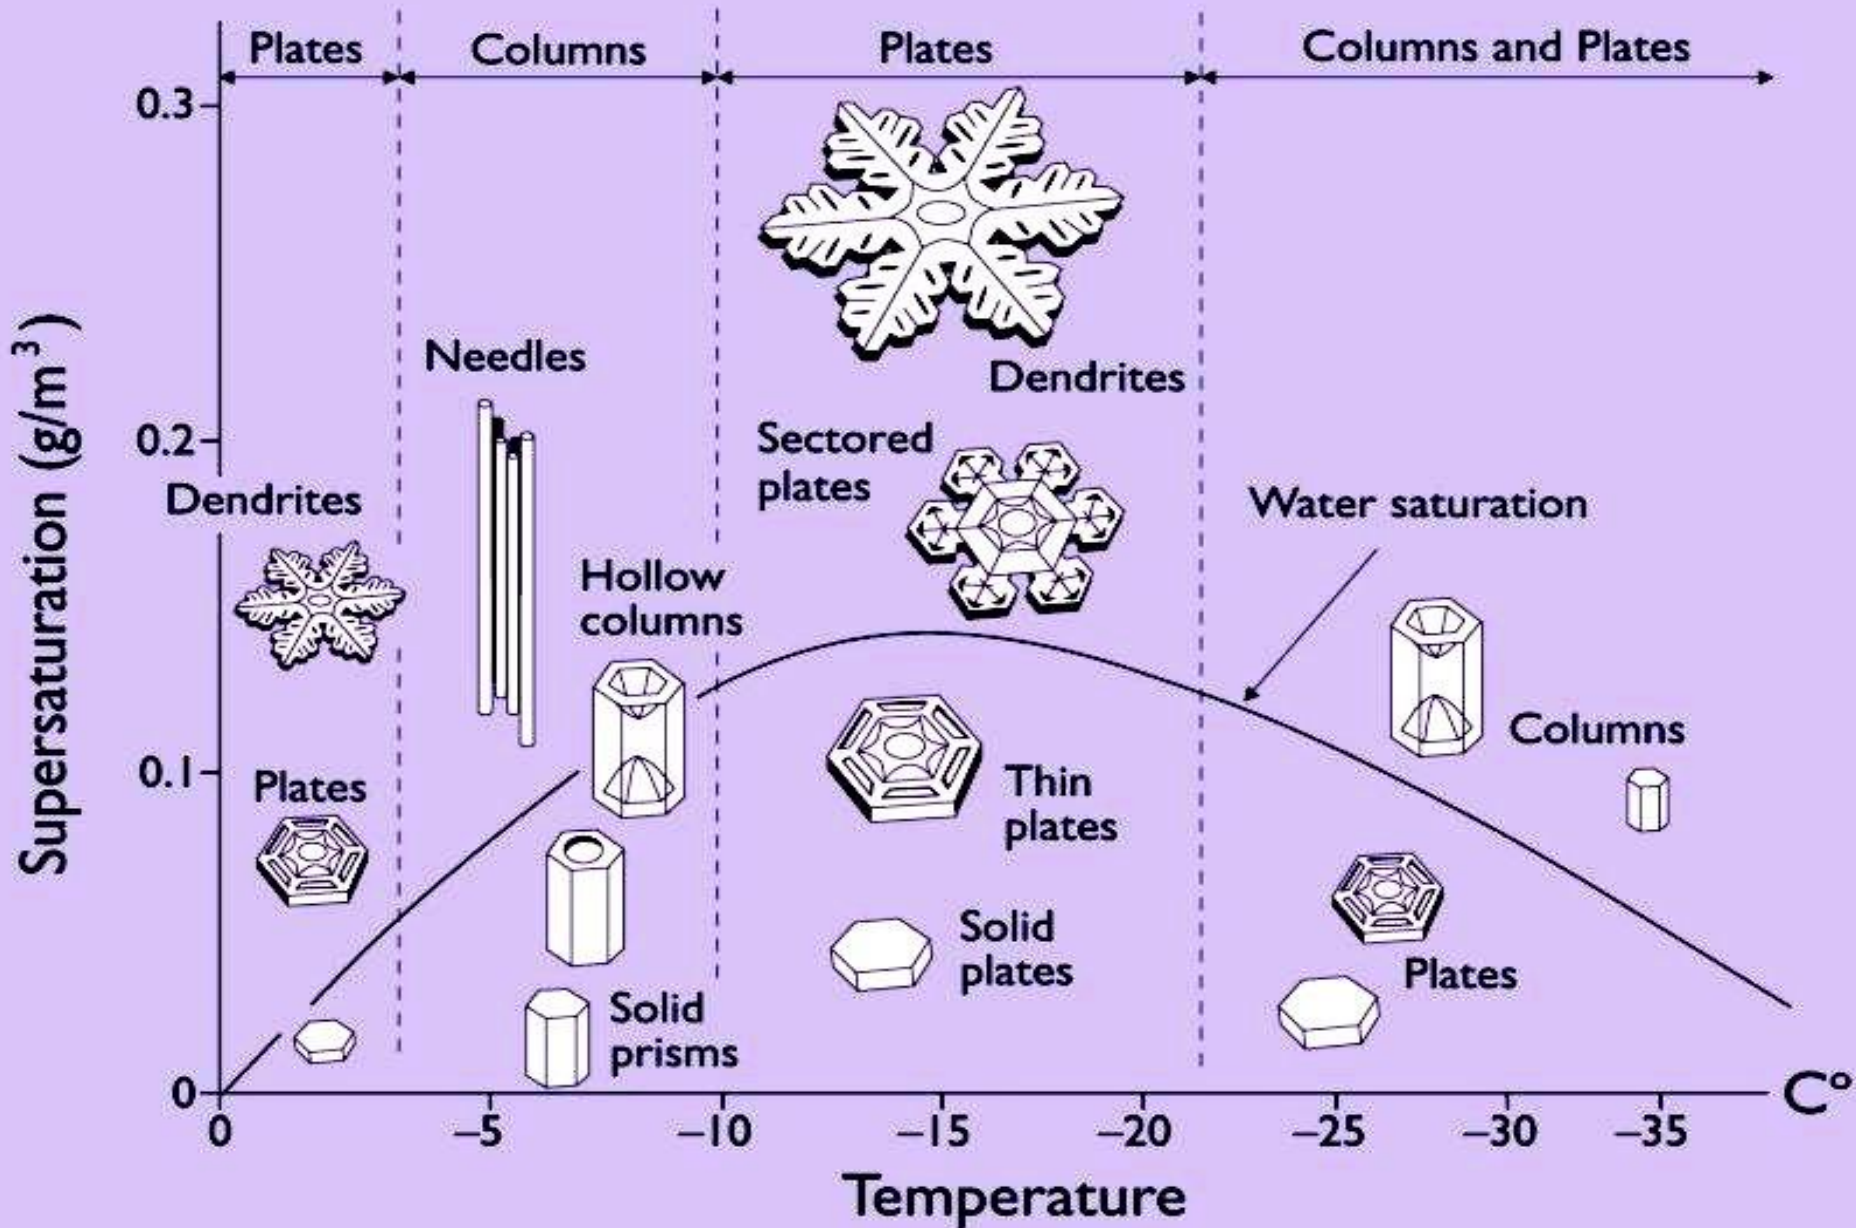 Plates
Columns
Plates
Columns and Plates
0.3
Needles
Dendrites
0.2
Sectored
plates
Dendrites
Water saturation
Hollow
columns
Columns
0.1
Plates
Thin
plates
Solid
plates
Plates
Solid
prisms
0
C°
0
–5
–10
–15
–20
–25
–30
–35
Temperature
Supersaturation (g/m³)